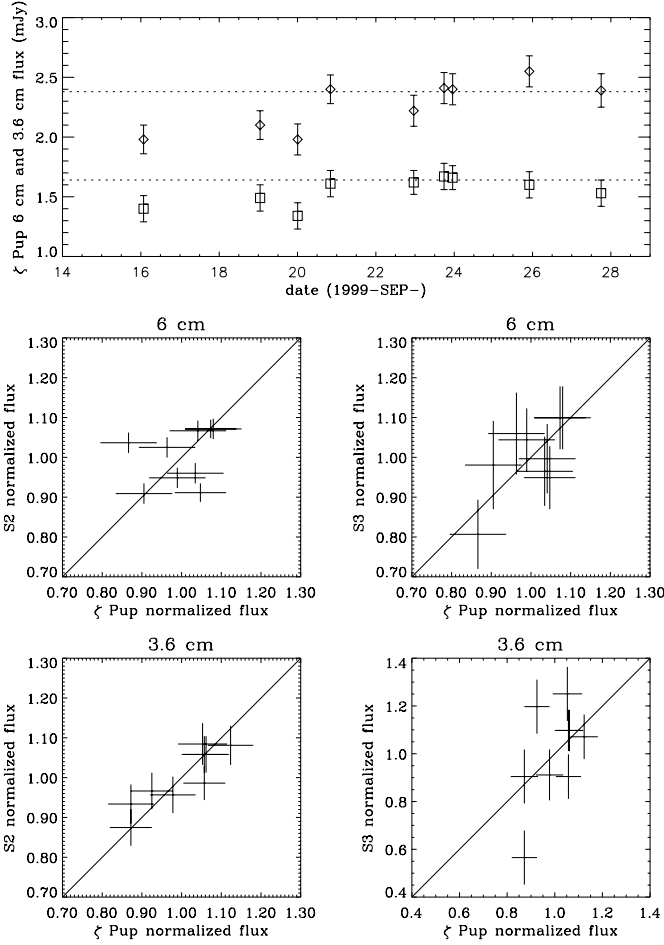 ζ Pup 6 cm and 3.6 cm flux (mJy)
3.0
2.5
2.0
1.5
1.0
14 16 18 20 22 24 26 28
date (1999-SEP-)
6 cm
S2 normalized flux
1.30
1.20
1.10
1.00
0.90
0.80
0.70
0.70 0.80 0.90 1.00 1.10 1.20 1.30
ζ Pup normalized flux
6 cm
S3 normalized flux
1.30
1.20
1.10
1.00
0.90
0.80
0.70
0.70 0.80 0.90 1.00 1.10 1.20 1.30
ζ Pup normalized flux
3.6 cm
S2 normalized flux
1.30
1.20
1.10
1.00
0.90
0.80
0.70
0.70 0.80 0.90 1.00 1.10 1.20 1.30
ζ Pup normalized flux
3.6 cm
S3 normalized flux
1.4
1.2
1.0
0.8
0.6
0.4
0.4 0.6 0.8 1.0 1.2 1.4
ζ Pup normalized flux